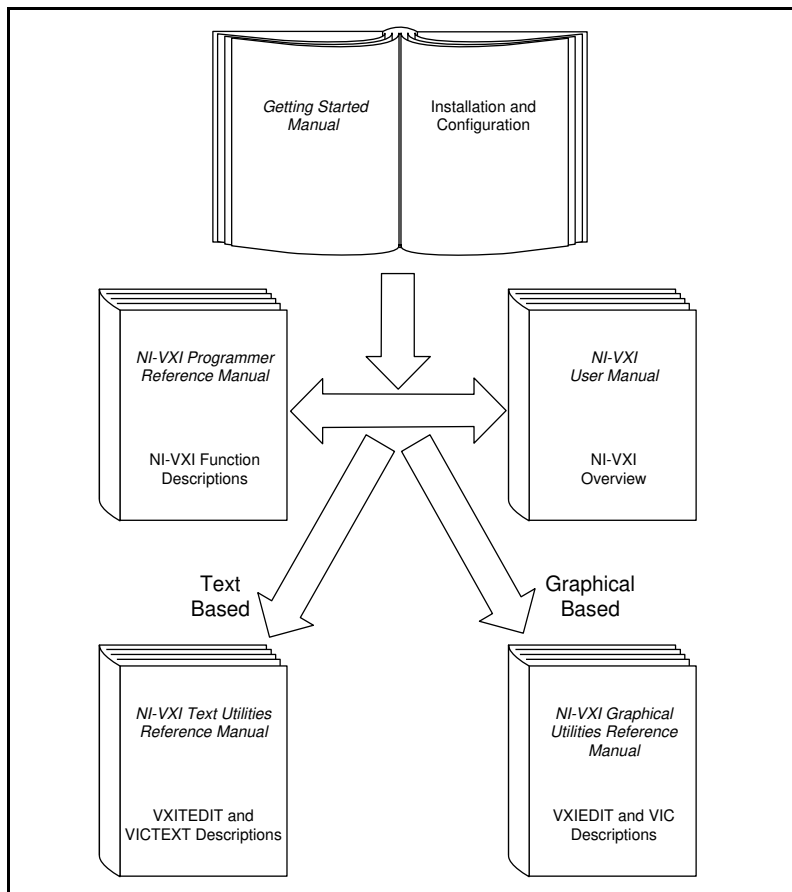 Getting Started
Manual
Installation and
Configuration
NI-VXI Programmer
Reference Manual
NI-VXI Function
Descriptions
NI-VXI
User Manual
NI-VXI
Overview
Text
Based
Graphical
Based
NI-VXI Text Utilities
Reference Manual
VXITEDIT and
VICTEXT Descriptions
NI-VXI Graphical
Utilities Reference
Manual
VXIEDIT and VIC
Descriptions